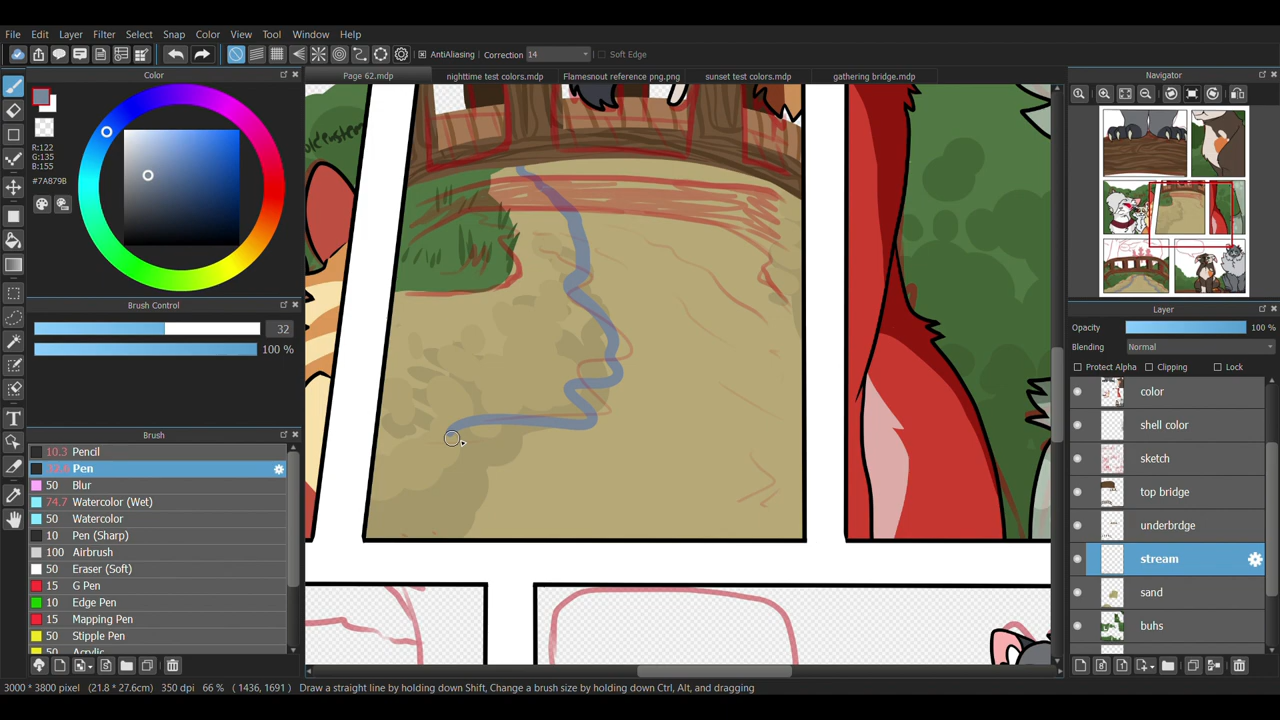 File Edit Layer Filter Select Snap Color View Tool Window Help
AntiAliasing Correction 14 Soft Edge
Color
Page 62.mdp nighttime test colors.mdp Flamesnout reference png.png sunset test colors.mdp gathering bridge.mdp
Navigator
R:122
G:135
B:155
#7A879B
Brush Control
32
100 %
Layer
Opacity 100 %
Blending Normal
Protect Alpha Clipping Lock
color
shell color
sketch
top bridge
underbrdge
stream
sand
buhs
Brush
10.3 Pencil
Pen
50 Blur
74.7 Watercolor (Wet)
50 Watercolor
10 Pen (Sharp)
100 Airbrush
50 Eraser (Soft)
15 G Pen
10 Edge Pen
15 Mapping Pen
50 Stipple Pen
50 Acrylic
3000 * 3800 pixel (21.8 * 27.6cm) 350 dpi 66 % ( 1436, 1691 ) Draw a straight line by holding down Shift, Change a brush size by holding down Ctrl, Alt, and dragging